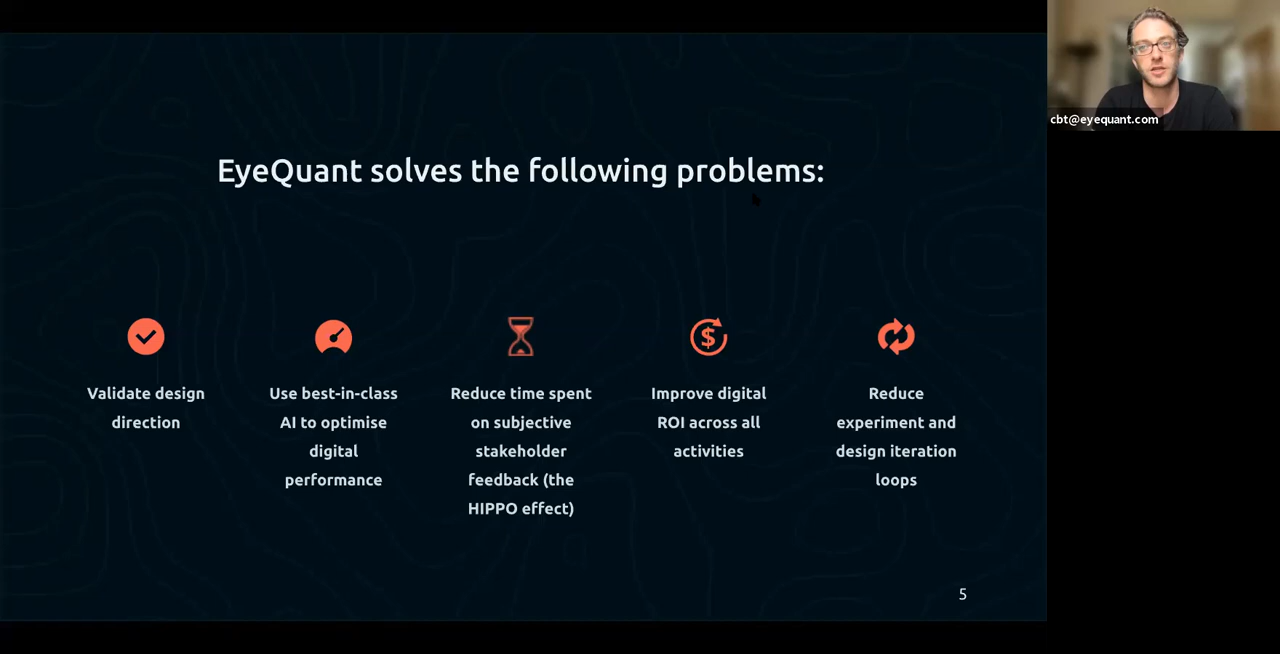 EyeQuant solves the following problems:
cbt@eyequant.com
Validate design
direction
Use best-in-class
AI to optimise
digital
performance
Reduce time spent
on subjective
stakeholder
feedback (the
HIPPO effect)
Improve digital
ROI across all
activities
Reduce
experiment and
design iteration
loops
5